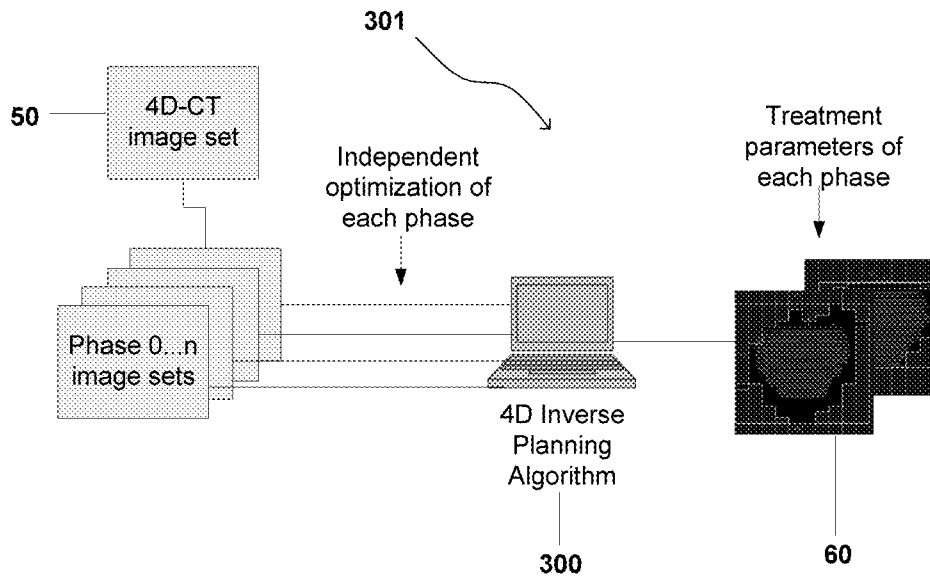 301
50
4D-CT
image set
Independent
optimization of
each phase
Treatment
parameters of
each phase
Phase 0...n
image sets
4D Inverse
Planning
Algorithm
300
60